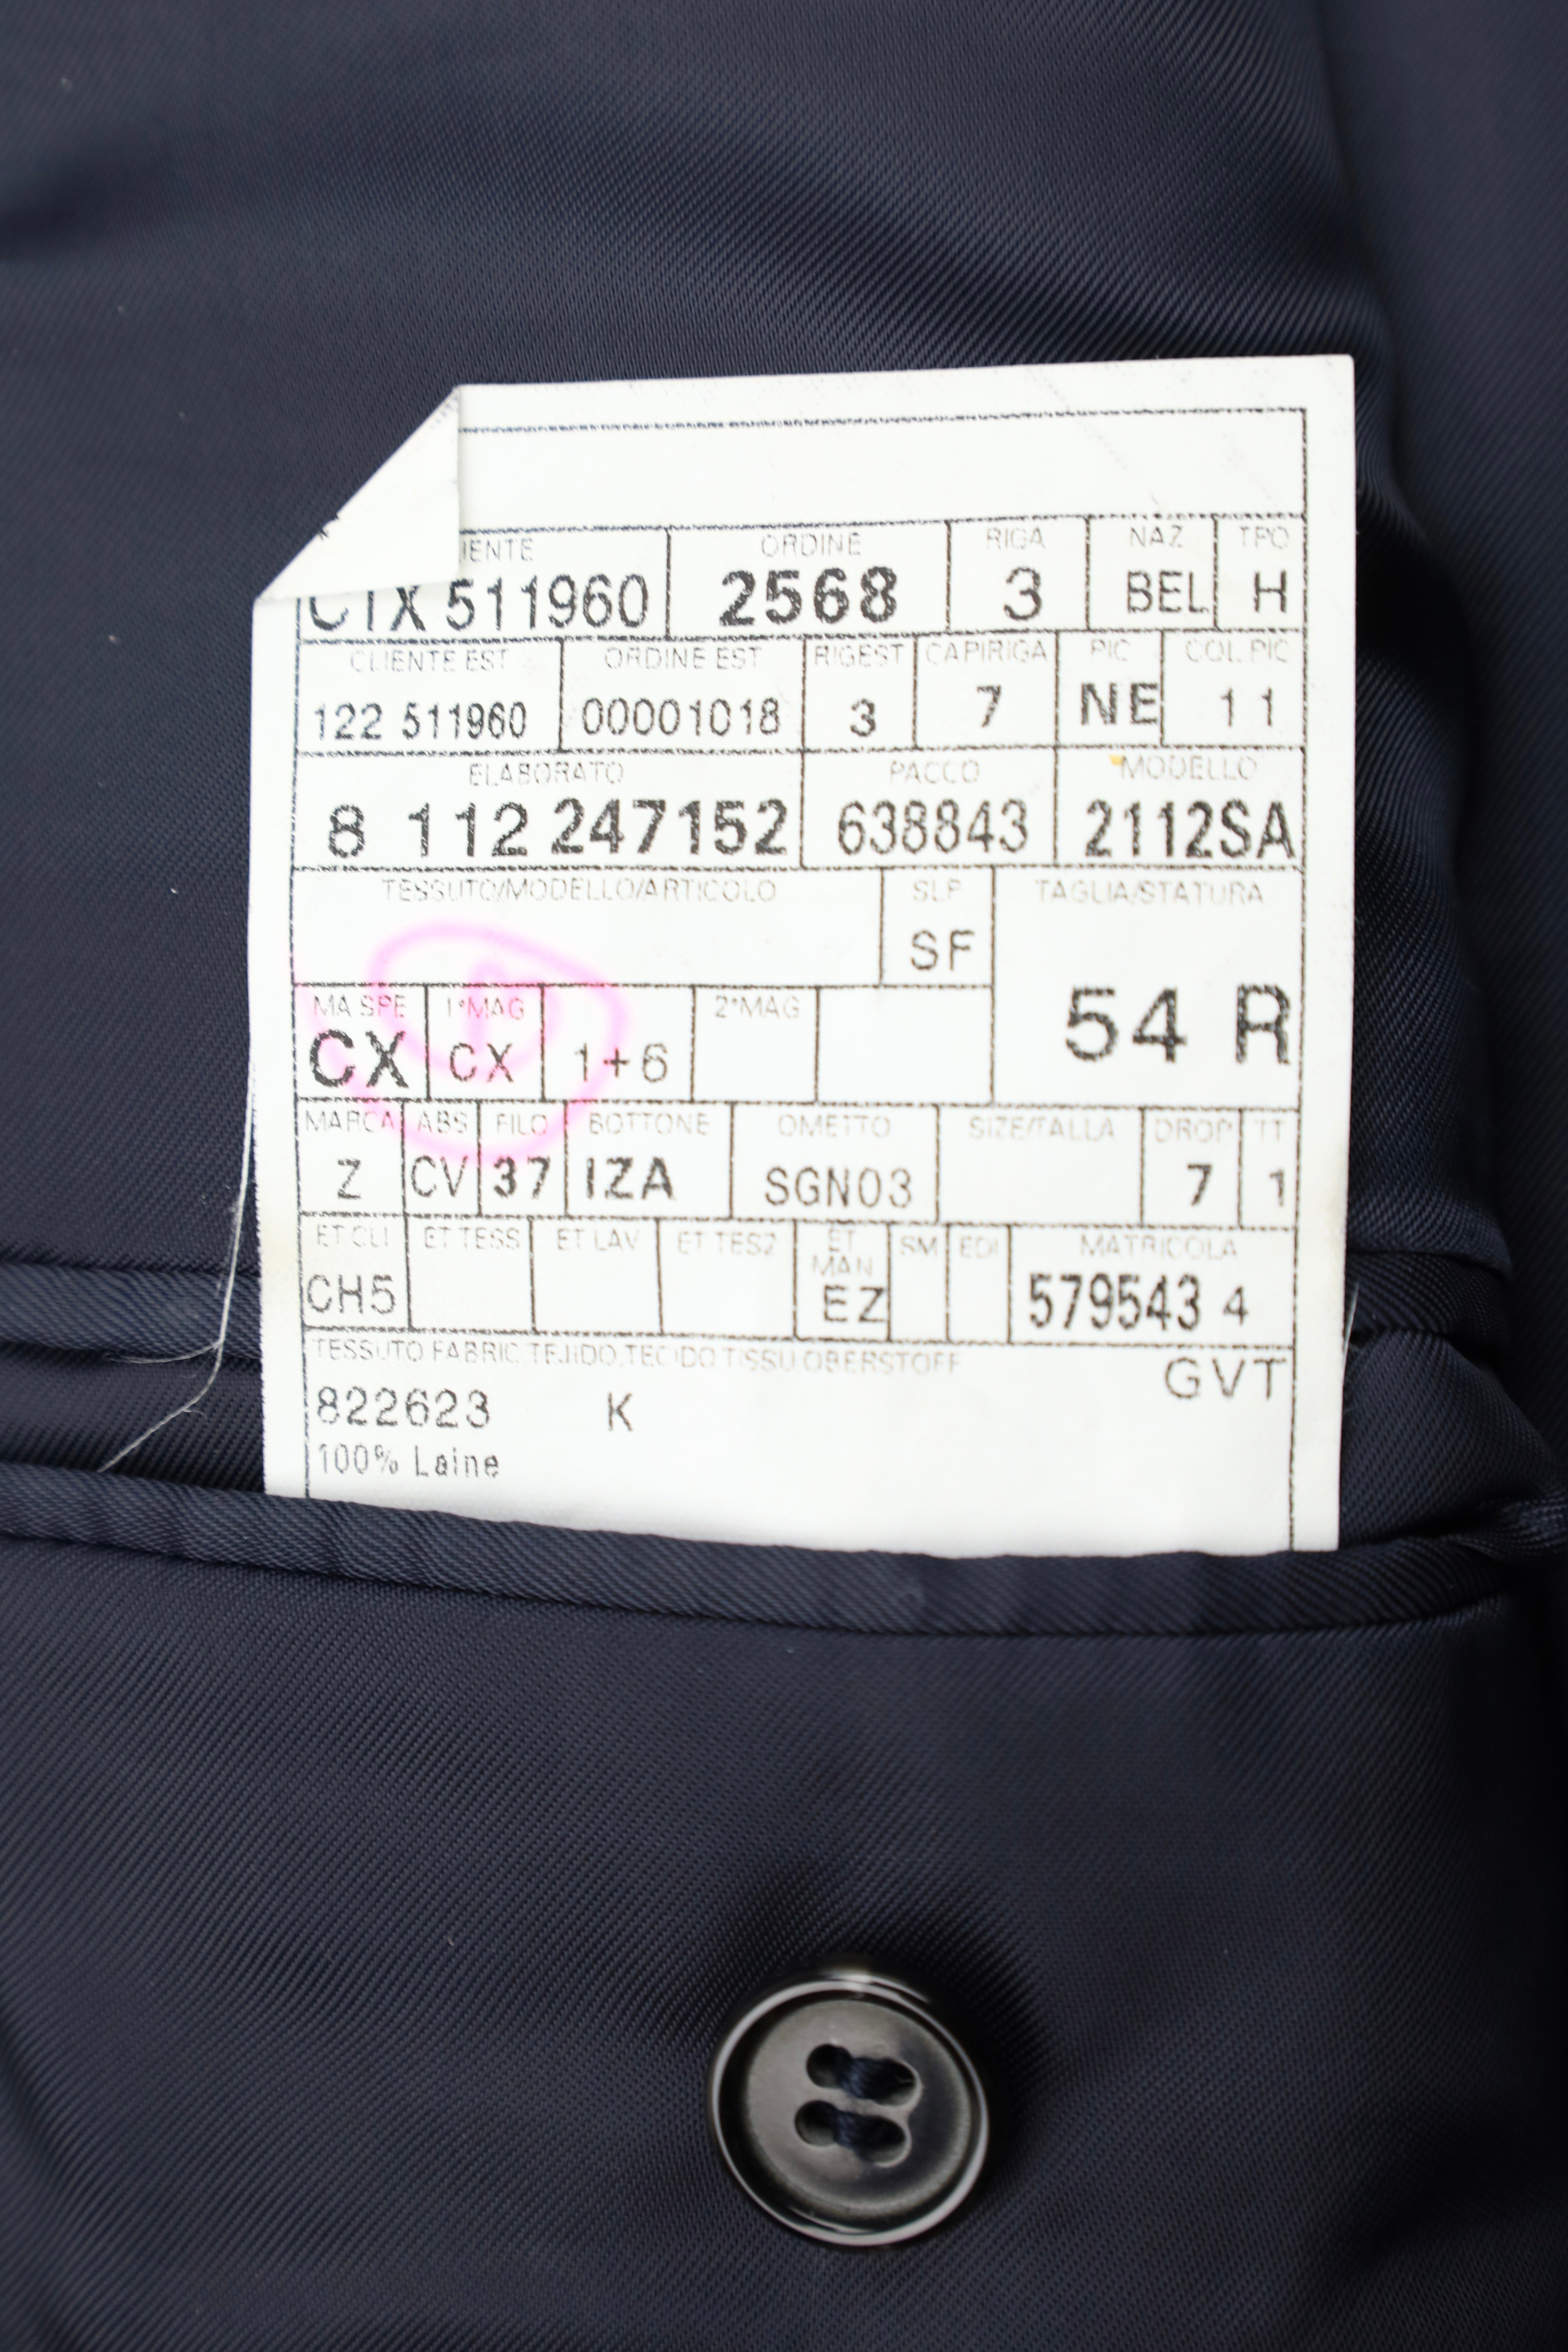 IENTE ORDINE RIGA NAZ TPO
CTX 511960 2568 3 BEL H
CLIENTE EST ORDINE EST RIGEST CAPIRIGA PIC COL.PIC
122 511960 00001018 3 7 NE 11
ELABORATO PACCO MODELLO
8 112 247152 638843 2112SA
TESSUTO/MODELLO/ARTICOLO SLP TAGLIA/STATURA
SF
54 R
MA SPE 1°MAG 2°MAG
CX CX 1+6
MARCA ABS FILO BOTTONE OMETTO SIZE/TALLA DROP TT
Z CV 37 IZA SGN03 7 1
ET CLI ET TESS ET LAV ET TES2 ET MAN SM EDI MATRICOLA
CH5 EZ 579543 4
TESSUTO FABRIC.TEJIDO.TECIDO TISSU OBERSTOFF
GVT
822623 K
100% Laine